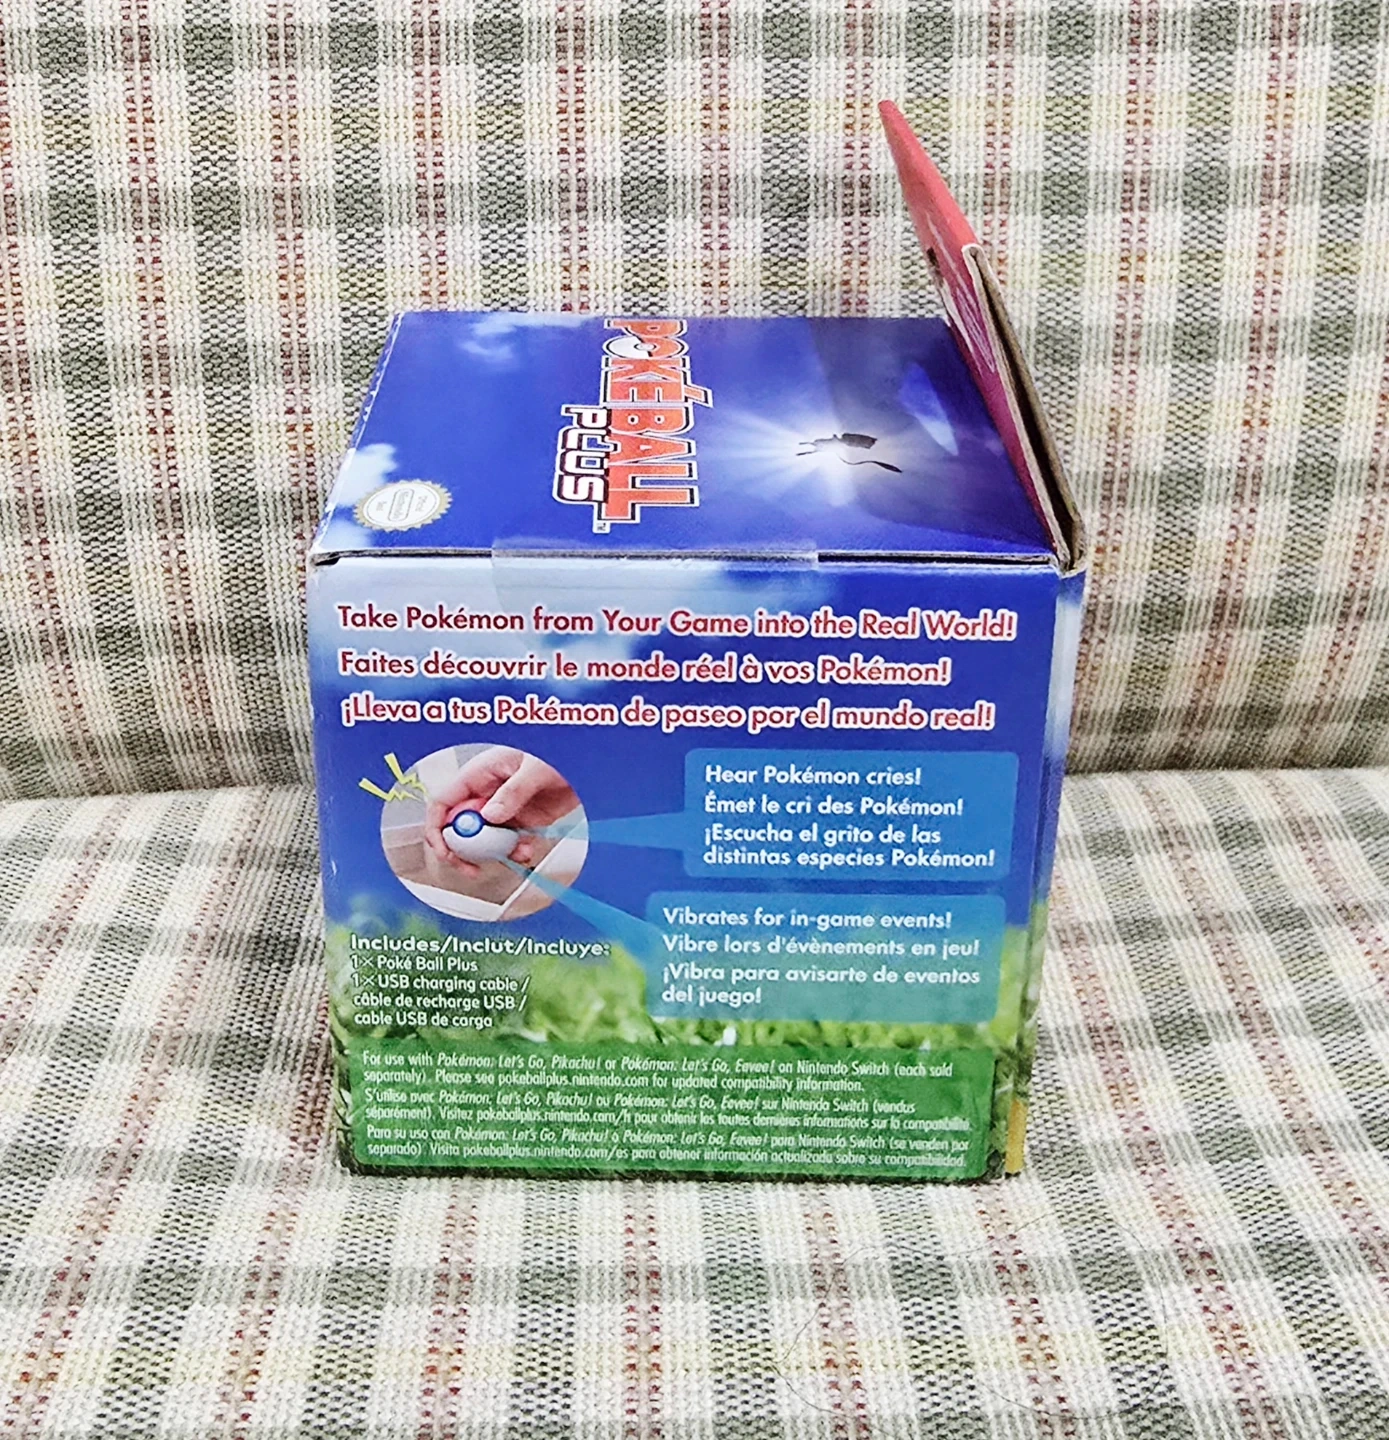 POKÉBALL
PLUS
TM
Official
Nintendo
Seal
Take Pokémon from Your Game into the Real World!
Faites découvrir le monde réel à vos Pokémon!
¡Lleva a tus Pokémon de paseo por el mundo real!
Hear Pokémon cries!
Émet le cri des Pokémon!
¡Escucha el grito de las
distintas especies Pokémon!
Vibrates for in-game events!
Vibre lors d'évènements en jeu!
¡Vibra para avisarte de eventos
del juego!
Includes/Inclut/Incluye:
1×Poké Ball Plus
1×USB charging cable /
câble de recharge USB /
cable USB de carga
For use with Pokémon: Let's Go, Pikachu! or Pokémon: Let's Go, Eevee! on Nintendo Switch (each sold
separately). Please see pokeballplus.nintendo.com for updated compatibility information.
S'utilise avec Pokémon: Let's Go, Pikachu! ou Pokémon: Let's Go, Eevee! sur Nintendo Switch (vendus
séparément). Visitez pokeballplus.nintendo.com/fr pour obtenir les toutes dernières informations sur la compatibilité.
Para su uso con Pokémon: Let's Go, Pikachu! o Pokémon: Let's Go, Eevee! para Nintendo Switch (se venden por
separado). Visita pokeballplus.nintendo.com/es para obtener información actualizada sobre su compatibilidad.